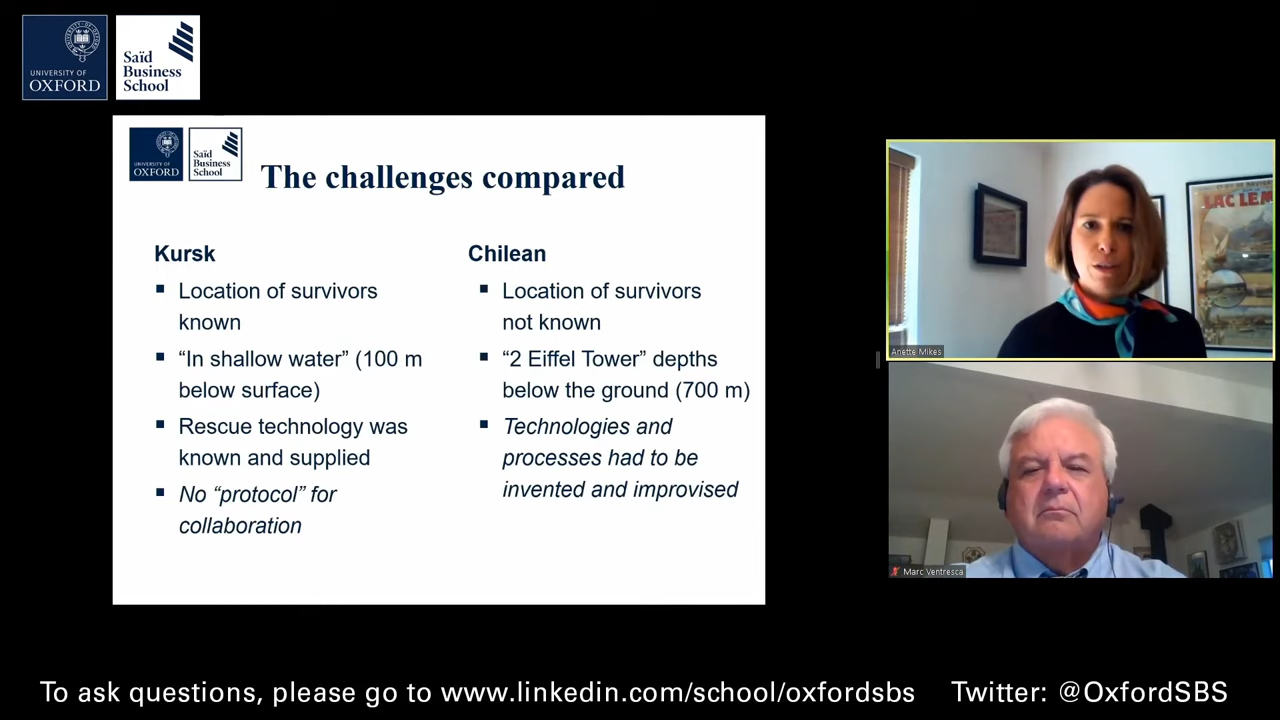 UNIVERSITY OF
OXFORD
Saïd
Business
School
UNIVERSITY OF
OXFORD
Saïd
Business
School
The challenges compared
Kursk
▪ Location of survivors
known
▪ “In shallow water” (100 m
below surface)
▪ Rescue technology was
known and supplied
▪ No “protocol” for
collaboration
Chilean
▪ Location of survivors
not known
▪ “2 Eiffel Tower” depths
below the ground (700 m)
▪ Technologies and
processes had to be
invented and improvised
LAC LEM
Anette Mikes
Marc Ventresca
To ask questions, please go to www.linkedin.com/school/oxfordsbs Twitter: @OxfordSBS